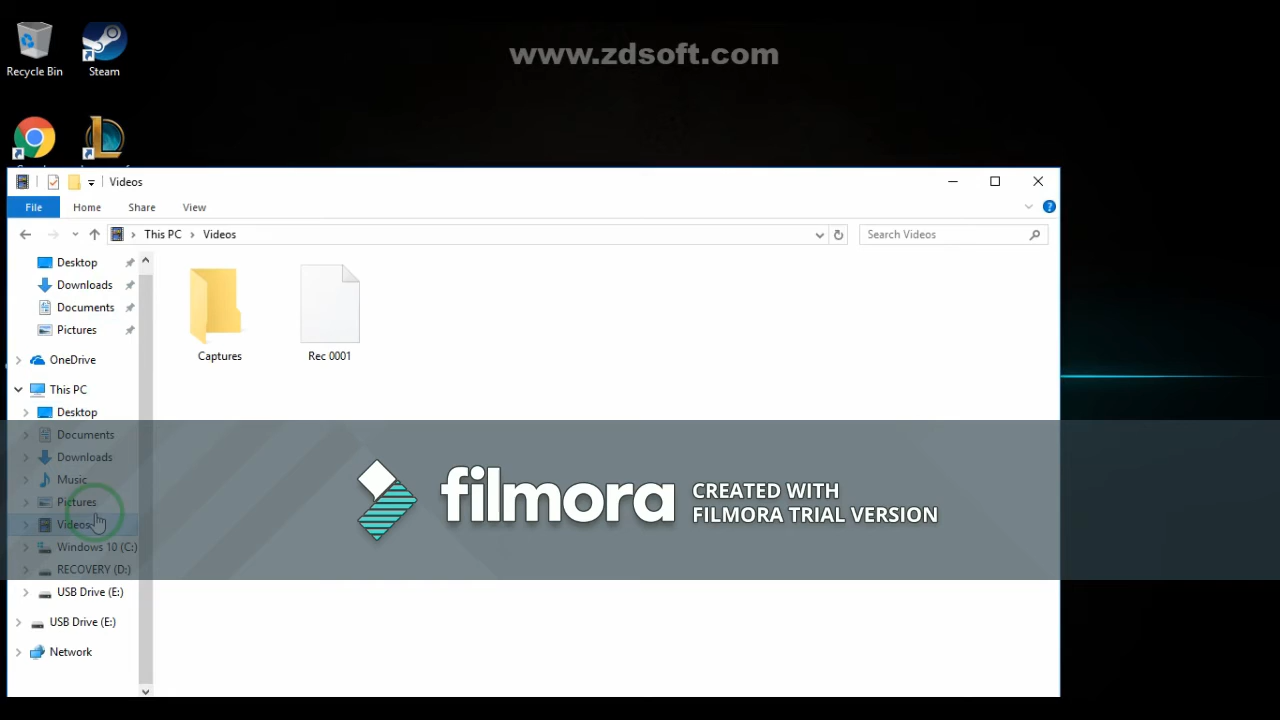 www.zdsoft.com
Recycle Bin
Steam
Videos
File
Home
Share
View
This PC
Videos
Search Videos
Desktop
Downloads
Documents
Pictures
OneDrive
This PC
Desktop
Documents
Downloads
Music
Pictures
Videos
Windows 10 (C:)
RECOVERY (D:)
USB Drive (E:)
USB Drive (E:)
Network
Captures
Rec 0001
filmora
CREATED WITH
FILMORA TRIAL VERSION